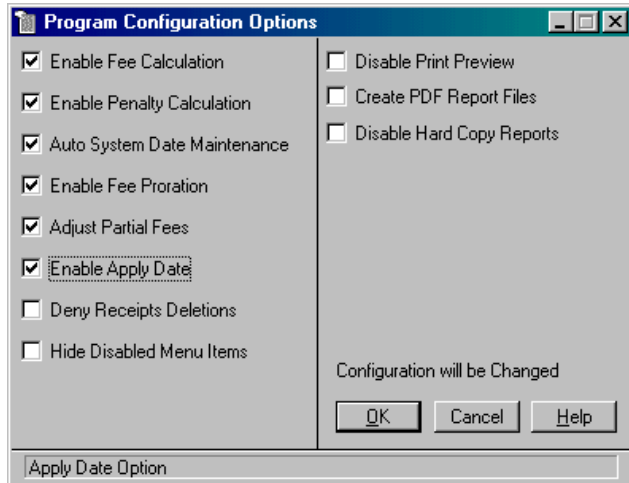 Program Configuration Options
Enable Fee Calculation
Enable Penalty Calculation
Auto System Date Maintenance
Enable Fee Proration
Adjust Partial Fees
Enable Apply Date
Deny Receipts Deletions
Hide Disabled Menu Items
Disable Print Preview
Create PDF Report Files
Disable Hard Copy Reports
Configuration will be Changed
OK Cancel Help
Apply Date Option